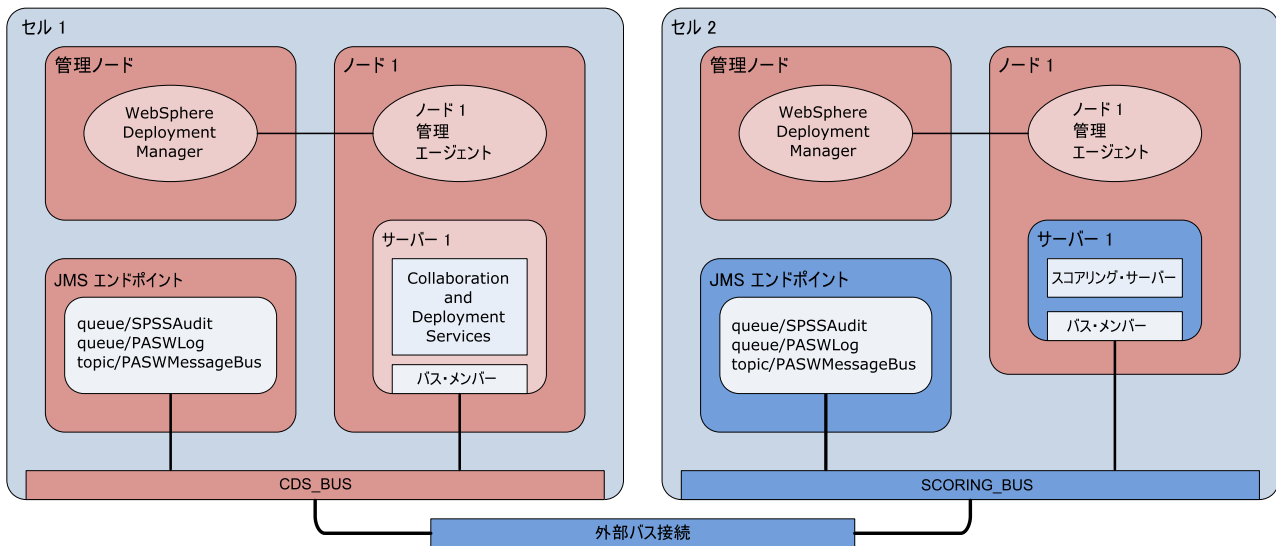 セル 1
管理ノード
WebSphere
Deployment
Manager
ノード 1
ノード 1
管理
エージェント
サーバー 1
Collaboration
and
Deployment
Services
バス・メンバー
JMS エンドポイント
queue/SPSSAudit
queue/PASWLog
topic/PASWMessageBus
CDS_BUS
セル 2
管理ノード
WebSphere
Deployment
Manager
ノード 1
ノード 1
管理
エージェント
サーバー 1
スコアリング・サーバー
バス・メンバー
JMS エンドポイント
queue/SPSSAudit
queue/PASWLog
topic/PASWMessageBus
SCORING_BUS
外部バス接続